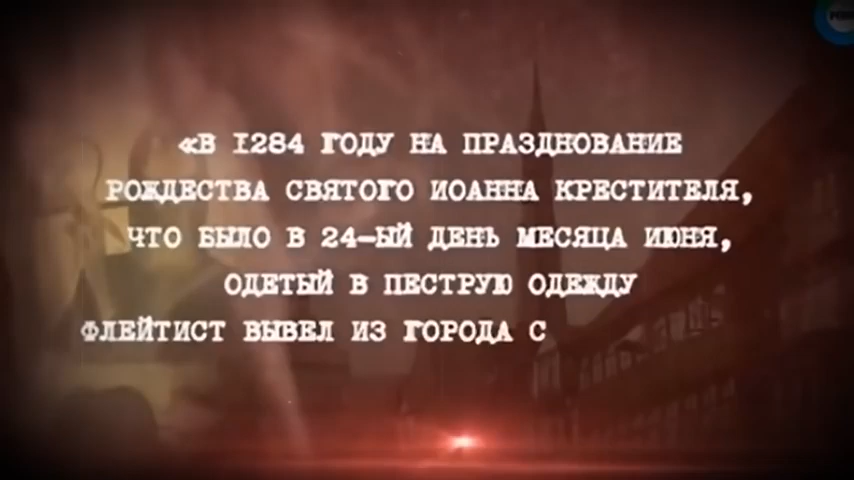 «В 1284 ГОДУ НА ПРАЗДНОВАНИЕ
РОЖДЕСТВА СВЯТОГО ИОАННА КРЕСТИТЕЛЯ,
ЧТО БЫЛО В 24-ЫЙ ДЕНЬ МЕСЯЦА ИЮНЯ,
ОДЕТЫЙ В ПЕСТРУЮ ОДЕЖДУ
ФЛЕЙТИСТ ВЫВЕЛ ИЗ ГОРОДА С